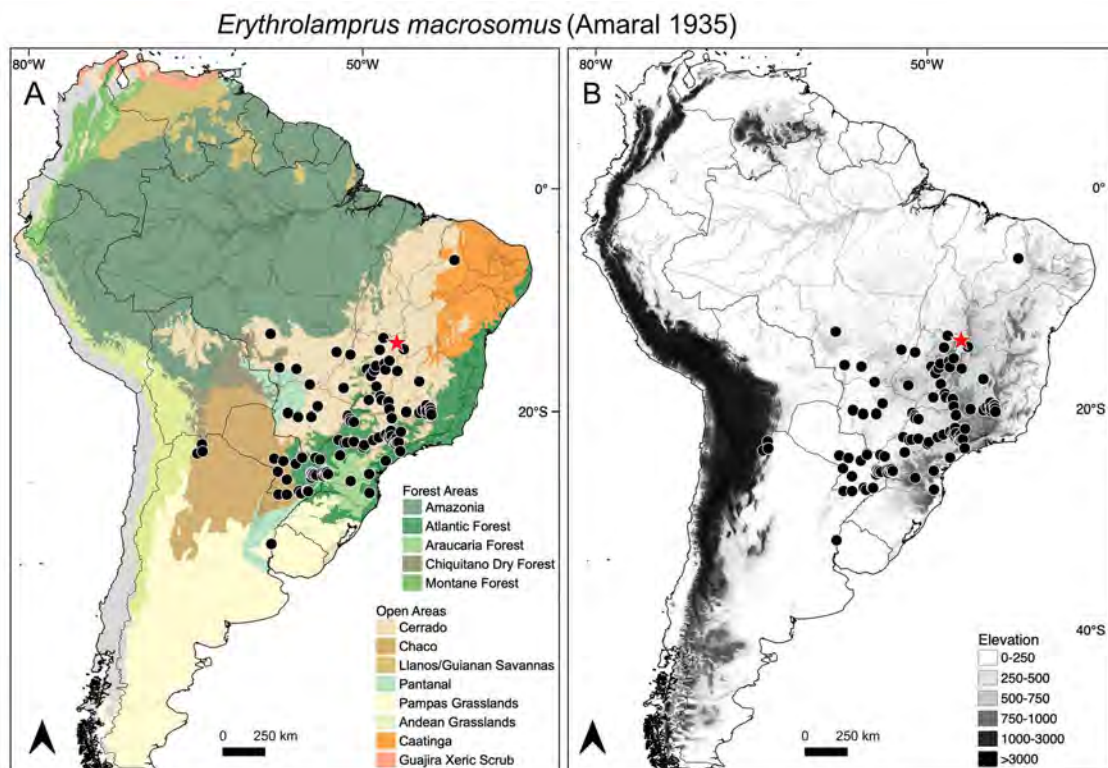 Erythrolamprus macrosomus (Amaral 1935)
80°W
50°W
A
Forest Areas
Amazonia
Atlantic Forest
Araucaria Forest
Chiquitano Dry Forest
Montane Forest
Open Areas
Cerrado
Chaco
Llanos/Guianan Savannas
Pantanal
Pampas Grasslands
Andean Grasslands
Caatinga
Guajira Xeric Scrub
0 250 km
0°
20°S
80°W
50°W
B
0°
20°S
40°S
Elevation
0-250
250-500
500-750
750-1000
1000-3000
>3000
0 250 km